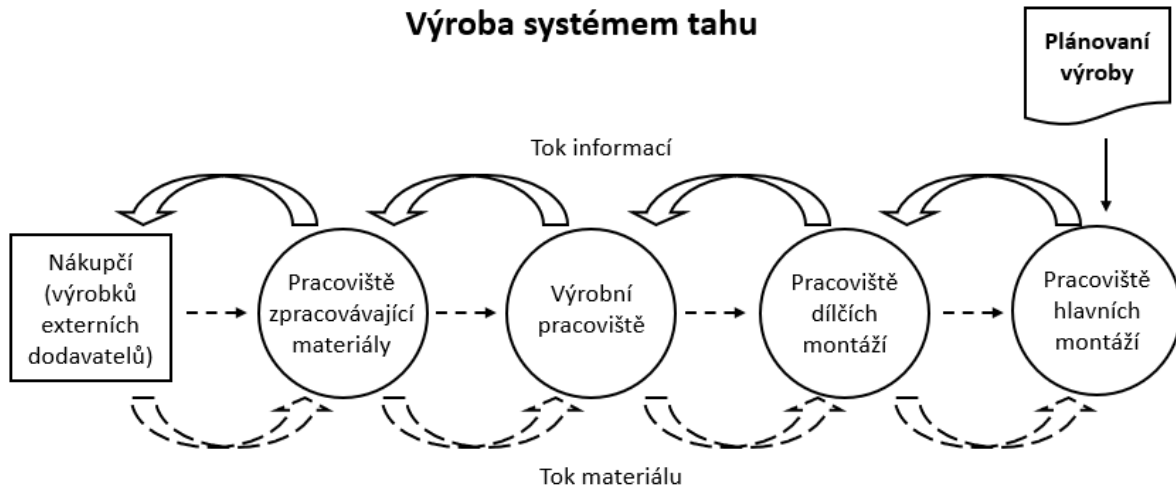 Výroba systémem tahu
Plánovaní
výroby
Tok informací
Nákupčí
(výrobků
externích
dodavatelů)
Pracoviště
zpracovávající
materiály
Výrobní
pracoviště
Pracoviště
dílčích
montáží
Pracoviště
hlavních
montáží
Tok materiálu